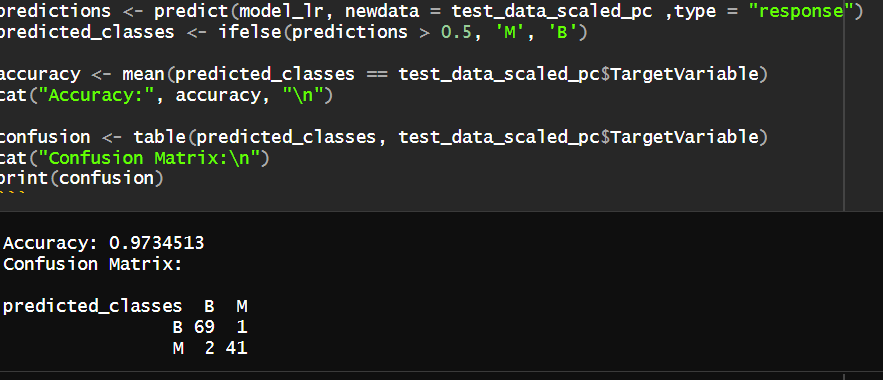 predictions <- predict(model_lr, newdata = test_data_scaled_pc ,type = "response")
predicted_classes <- ifelse(predictions > 0.5, 'M', 'B')
accuracy <- mean(predicted_classes == test_data_scaled_pc$TargetVariable)
cat("Accuracy:", accuracy, "\n")
confusion <- table(predicted_classes, test_data_scaled_pc$TargetVariable)
cat("Confusion Matrix:\n")
print(confusion)
```
Accuracy: 0.9734513
Confusion Matrix:
predicted_classes  B  M
                B 69  1
                M  2 41